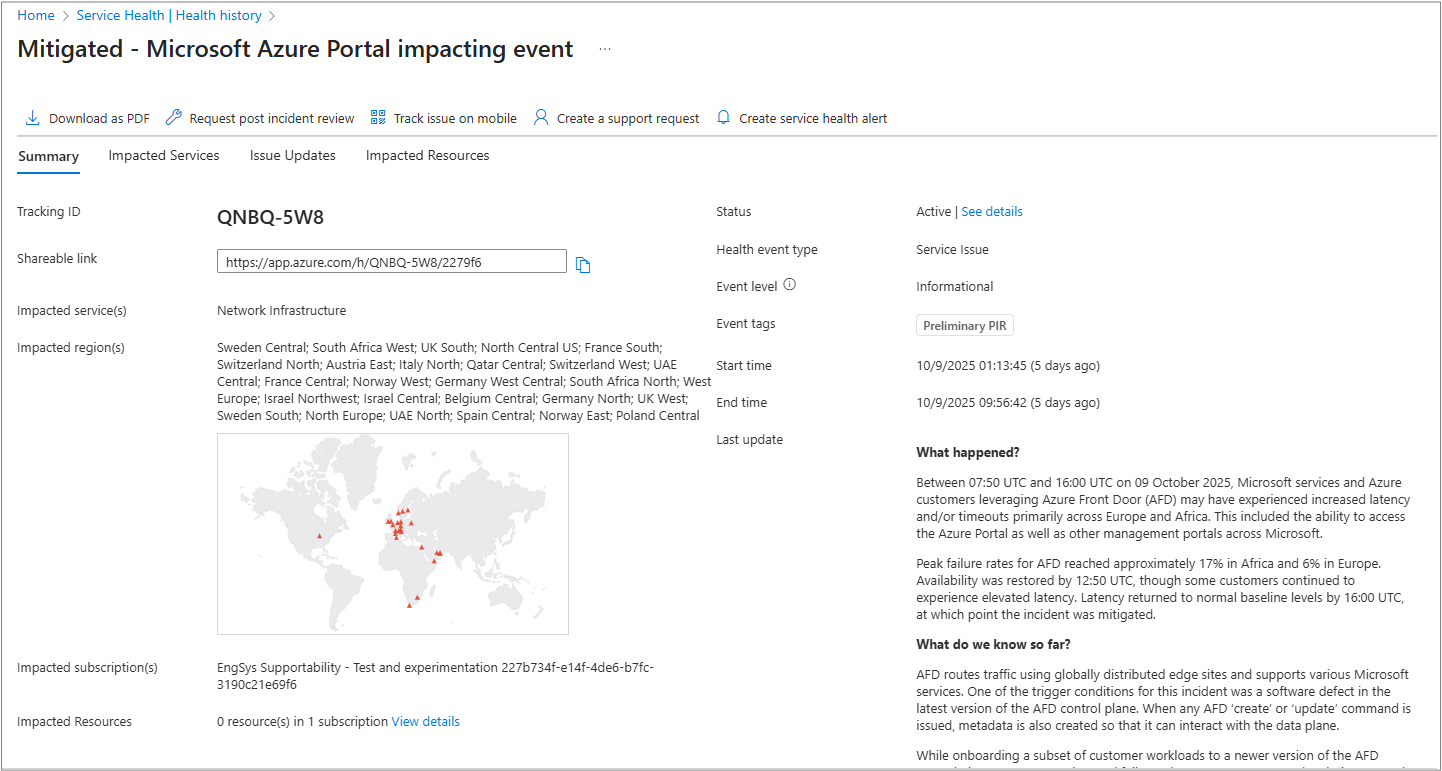 Home > Service Health | Health history >
Mitigated - Microsoft Azure Portal impacting event ...
Download as PDF Request post incident review Track issue on mobile Create a support request Create service health alert
Summary Impacted Services Issue Updates Impacted Resources
Tracking ID
QNBQ-5W8
Shareable link
https://app.azure.com/h/QNBQ-5W8/2279f6
Impacted service(s)
Network Infrastructure
Impacted region(s)
Sweden Central; South Africa West; UK South; North Central US; France South;
Switzerland North; Austria East; Italy North; Qatar Central; Switzerland West; UAE
Central; France Central; Norway West; Germany West Central; South Africa North; West
Europe; Israel Northwest; Israel Central; Belgium Central; Germany North; UK West;
Sweden South; North Europe; UAE North; Spain Central; Norway East; Poland Central
Impacted subscription(s)
EngSys Supportability - Test and experimentation 227b734f-e14f-4de6-b7fc-
3190c21e69f6
Impacted Resources
0 resource(s) in 1 subscription View details
Status
Active | See details
Health event type
Service Issue
Event level
Informational
Event tags
Preliminary PIR
Start time
10/9/2025 01:13:45 (5 days ago)
End time
10/9/2025 09:56:42 (5 days ago)
Last update
What happened?
Between 07:50 UTC and 16:00 UTC on 09 October 2025, Microsoft services and Azure
customers leveraging Azure Front Door (AFD) may have experienced increased latency
and/or timeouts primarily across Europe and Africa. This included the ability to access
the Azure Portal as well as other management portals across Microsoft.
Peak failure rates for AFD reached approximately 17% in Africa and 6% in Europe.
Availability was restored by 12:50 UTC, though some customers continued to
experience elevated latency. Latency returned to normal baseline levels by 16:00 UTC,
at which point the incident was mitigated.
What do we know so far?
AFD routes traffic using globally distributed edge sites and supports various Microsoft
services. One of the trigger conditions for this incident was a software defect in the
latest version of the AFD control plane. When any AFD ‘create’ or ‘update’ command is
issued, metadata is also created so that it can interact with the data plane.
While onboarding a subset of customer workloads to a newer version of the AFD